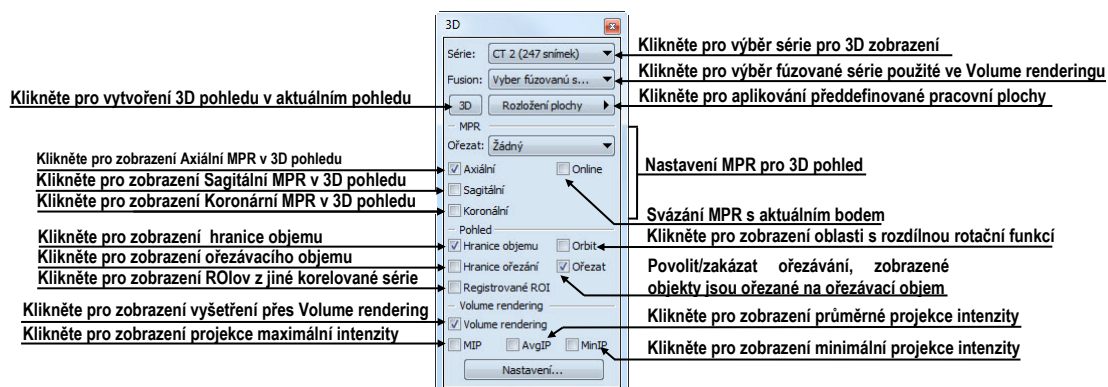 3D
Série: CT 2 (247 snímek)
Klikněte pro výběr série pro 3D zobrazení
Fusion: Vyber fúzovanú s...
Klikněte pro výběr fúzované série použité ve Volume renderingu
Klikněte pro vytvoření 3D pohledu v aktuálním pohledu
3D Rozložení plochy
Klikněte pro aplikování předdefinované pracovní plochy
MPR
Ořezat: Žádný
Klikněte pro zobrazení Axiální MPR v 3D pohledu
Axiální Online
Nastavení MPR pro 3D pohled
Klikněte pro zobrazení Sagitální MPR v 3D pohledu
Sagitální
Klikněte pro zobrazení Koronární MPR v 3D pohledu
Koronální
Svázání MPR s aktuálním bodem
Pohled
Klikněte pro zobrazení hranice objemu
Hranice objemu Orbit
Klikněte pro zobrazení oblasti s rozdílnou rotační funkcí
Klikněte pro zobrazení ořezávacího objemu
Hranice ořezání Ořezat
Povolit/zakázat ořezávání, zobrazené
objekty jsou ořezané na ořezávací objem
Klikněte pro zobrazení ROIov z jiné korelované série
Registrované ROI
Volume rendering
Klikněte pro zobrazení vyšetření přes Volume rendering
Volume rendering
Klikněte pro zobrazení průměrné projekce intenzity
Klikněte pro zobrazení projekce maximální intenzity
MIP AvgIP MinIP
Klikněte pro zobrazení minimální projekce intenzity
Nastavení...